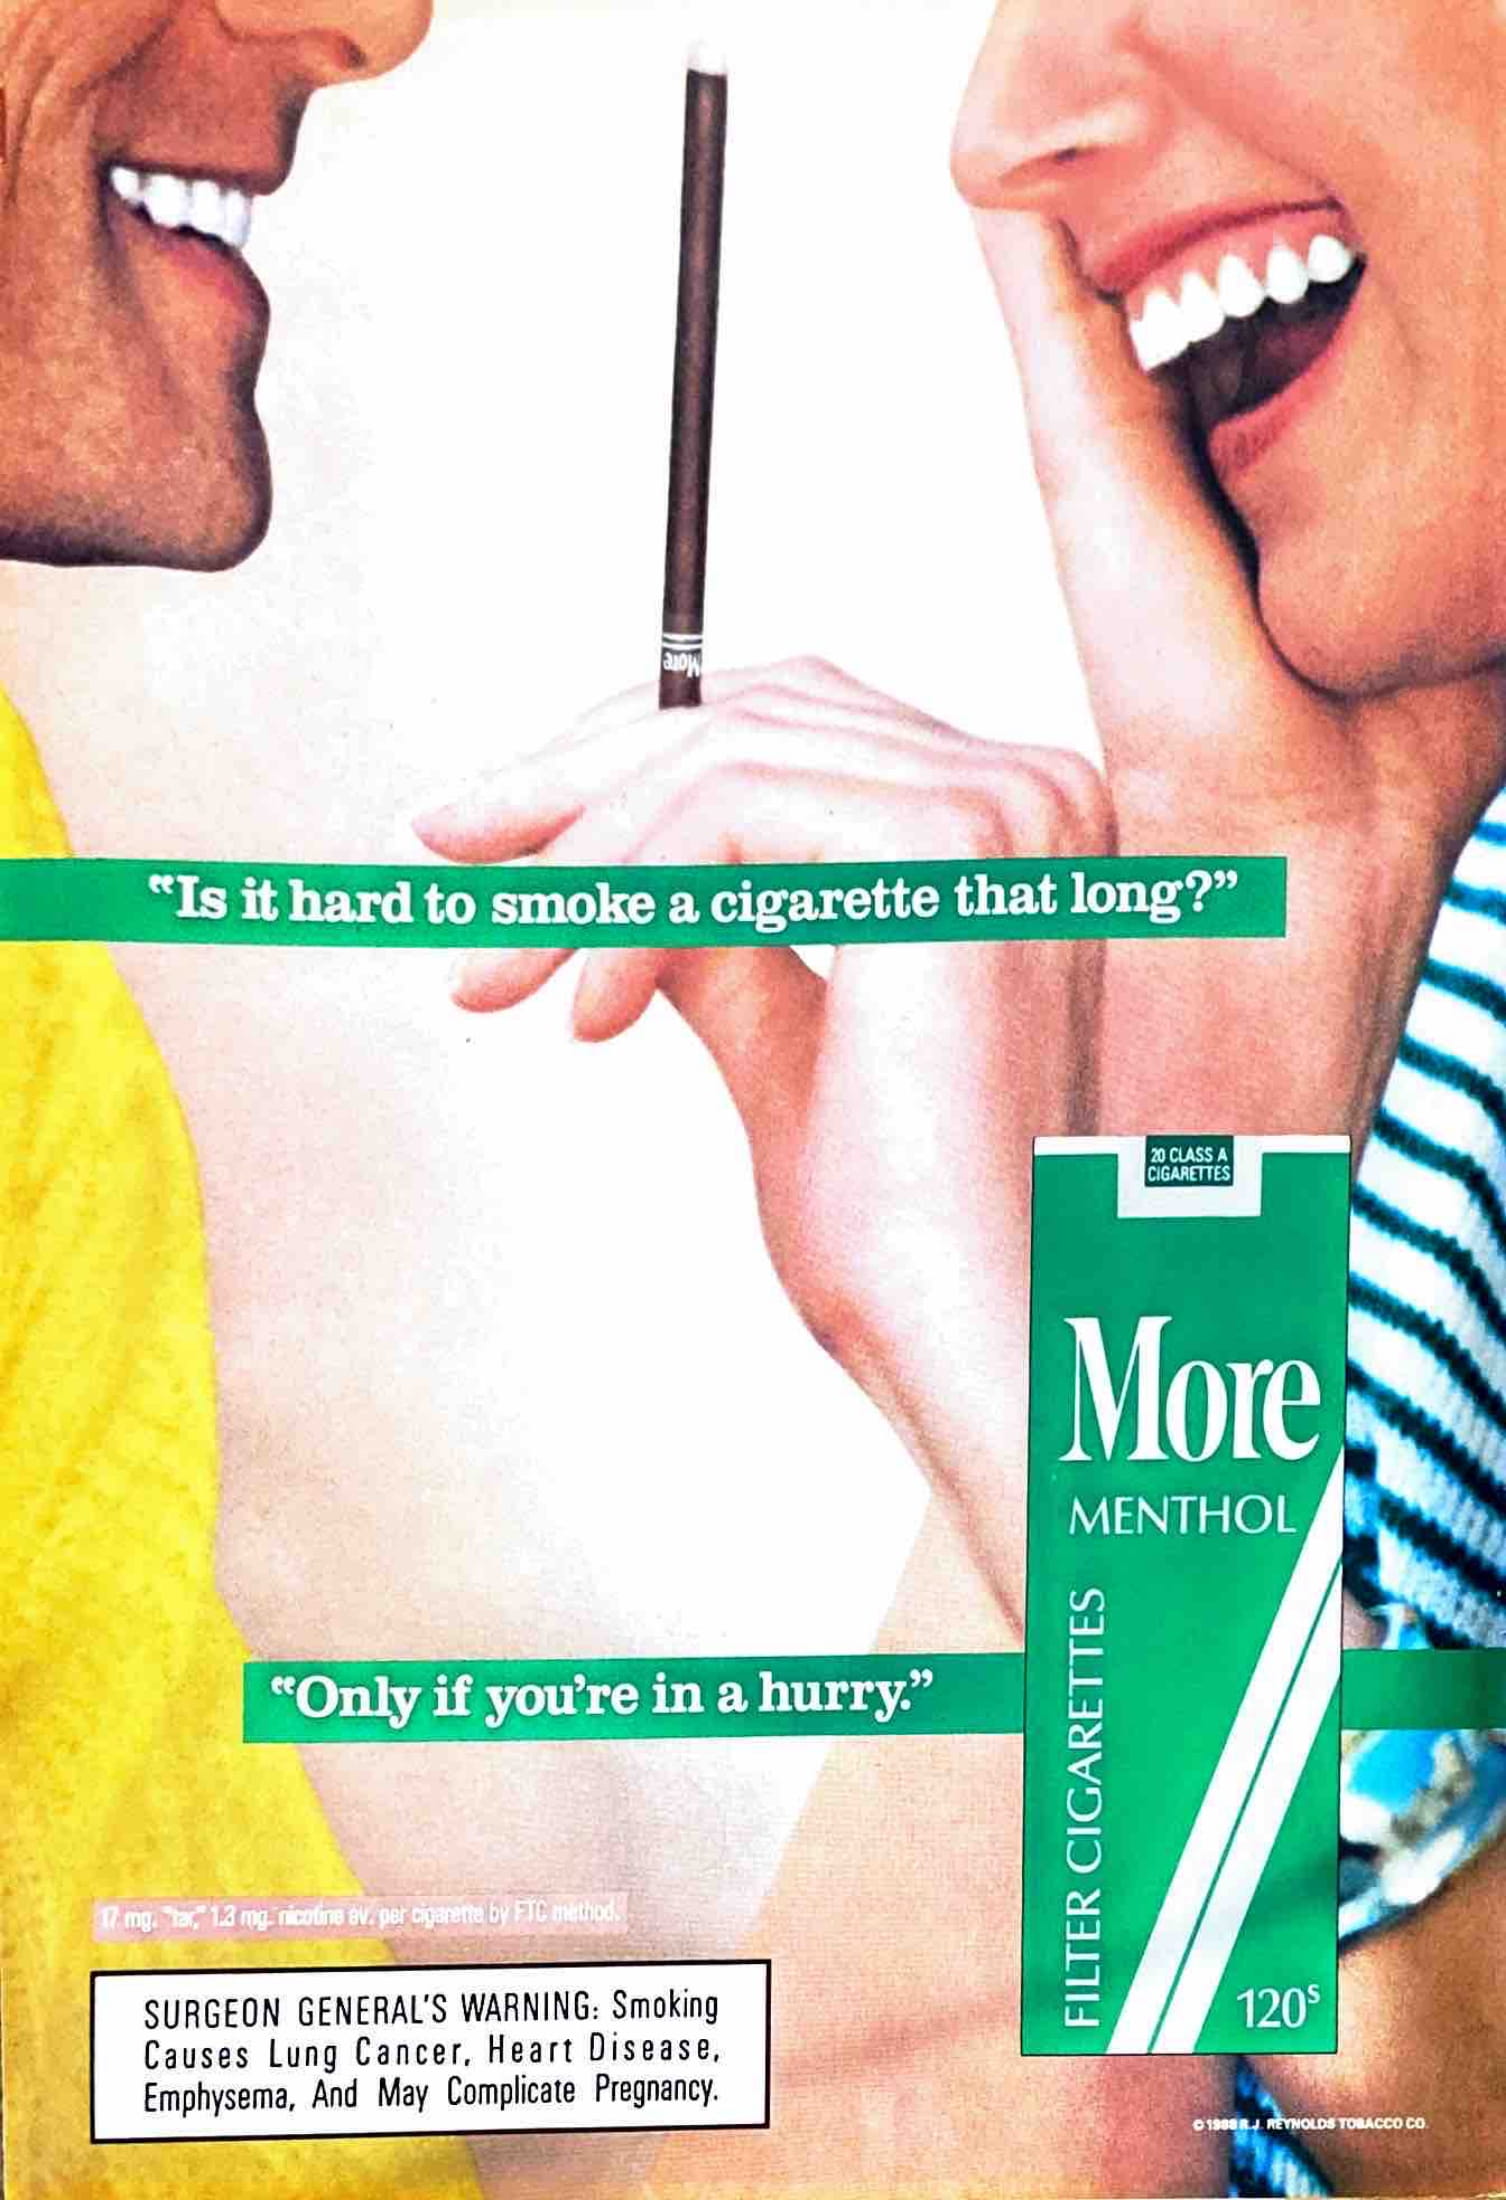 More
"Is it hard to smoke a cigarette that long?"
20 CLASS A
CIGARETTES
More
MENTHOL
FILTER CIGARETTES
120s
"Only if you're in a hurry."
17 mg. "tar," 1.3 mg. nicotine av. per cigarette by FTC method.
SURGEON GENERAL'S WARNING: Smoking
Causes Lung Cancer, Heart Disease,
Emphysema, And May Complicate Pregnancy.
© 1988 R.J. REYNOLDS TOBACCO CO.